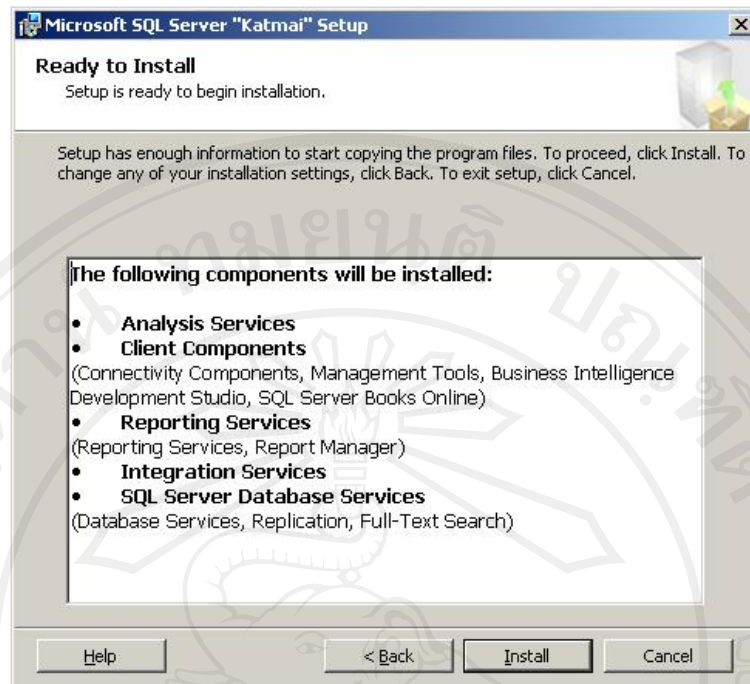 Microsoft SQL Server "Katmai" Setup
Ready to Install
Setup is ready to begin installation.
Setup has enough information to start copying the program files. To proceed, click Install. To
change any of your installation settings, click Back. To exit setup, click Cancel.
The following components will be installed:
• Analysis Services
• Client Components
(Connectivity Components, Management Tools, Business Intelligence
Development Studio, SQL Server Books Online)
• Reporting Services
(Reporting Services, Report Manager)
• Integration Services
• SQL Server Database Services
(Database Services, Replication, Full-Text Search)
Help
< Back
Install
Cancel